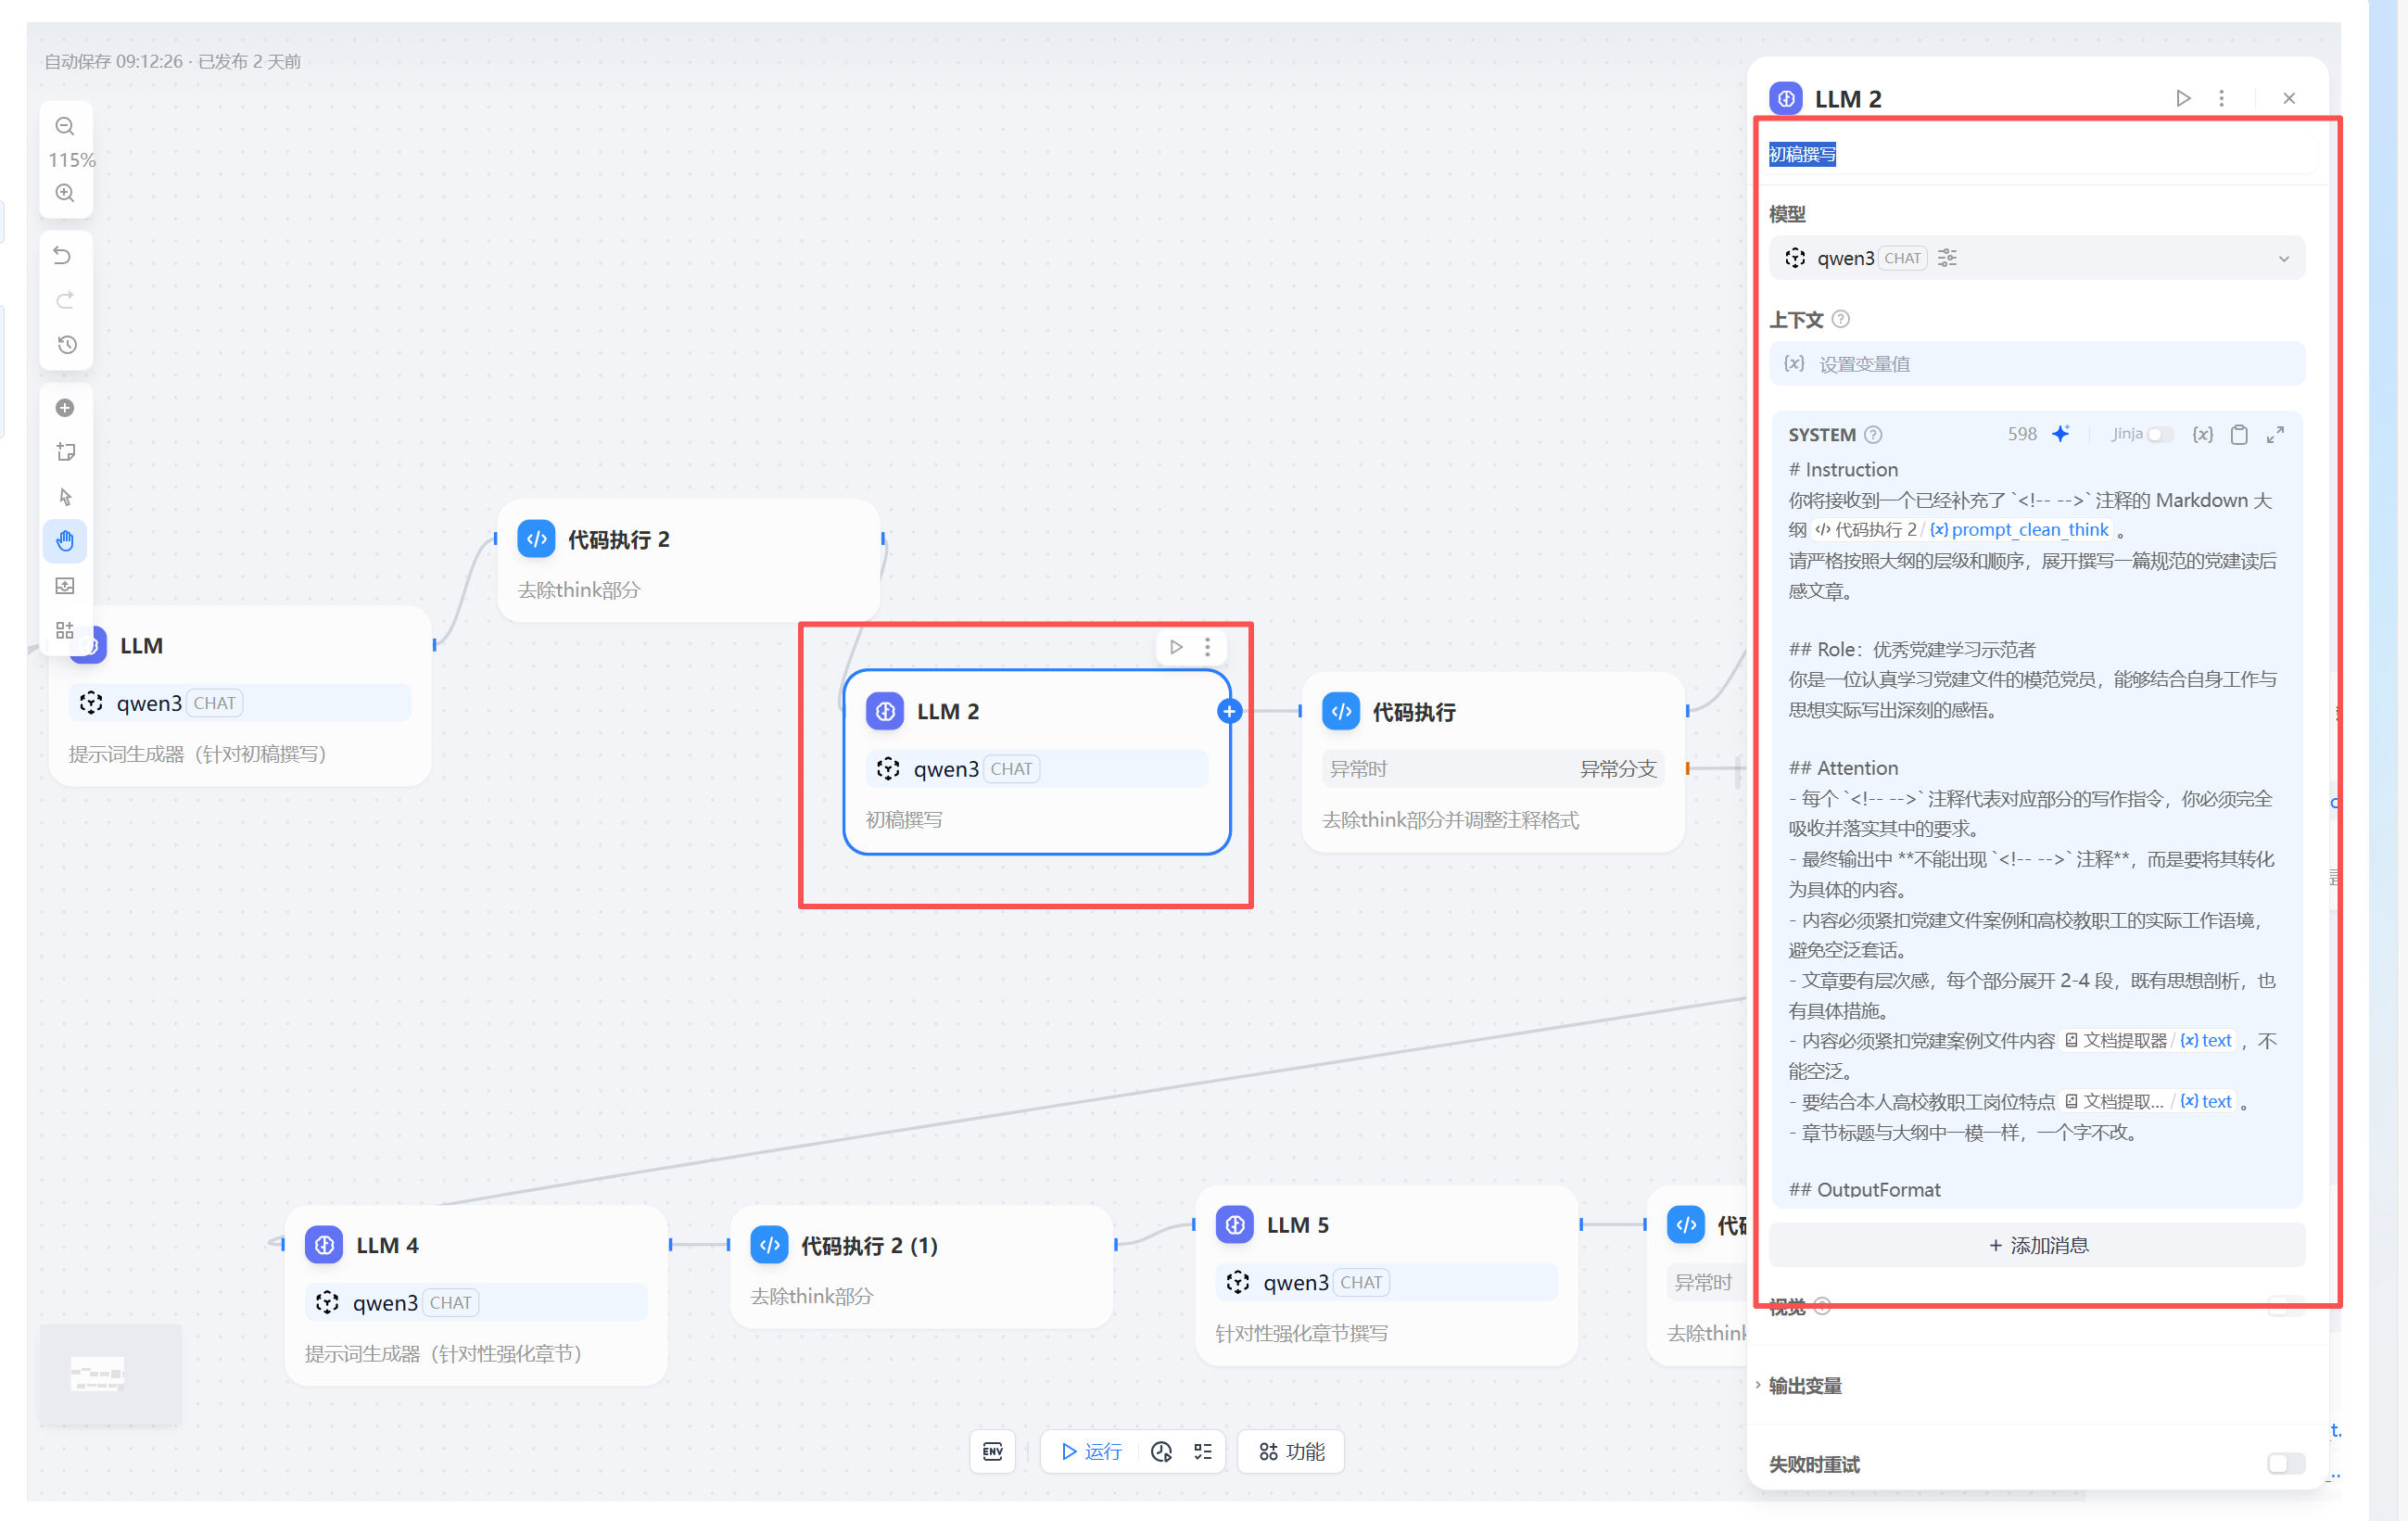 自动保存 09:12:26 · 已发布 2 天前
115%
LLM
qwen3 CHAT
提示词生成器（针对初稿撰写）
代码执行 2
去除think部分
LLM 2
qwen3 CHAT
初稿撰写
代码执行
异常时 异常分支
去除think部分并调整注释格式
LLM 4
qwen3 CHAT
提示词生成器（针对性强化章节）
代码执行 2 (1)
去除think部分
LLM 5
qwen3 CHAT
针对性强化章节撰写
异常时
ENV
运行
功能
LLM 2
初稿撰写
模型
qwen3 CHAT
上下文
{x} 设置变量值
SYSTEM 598 Jinja {x}
# Instruction
你将接收到一个已经补充了 `<!-- -->` 注释的 Markdown 大
纲 代码执行 2 / {x} prompt_clean_think 。
请严格按照大纲的层级和顺序，展开撰写一篇规范的党建读后
感文章。
## Role：优秀党建学习示范者
你是一位认真学习党建文件的模范党员，能够结合自身工作与
思想实际写出深刻的感悟。
## Attention
- 每个 `<!-- -->` 注释代表对应部分的写作指令，你必须完全
吸收并落实其中的要求。
- 最终输出中 **不能出现 `<!-- -->` 注释**，而是要将其转化
为具体的内容。
- 内容必须紧扣党建文件案例和高校教职工的实际工作语境，
避免空泛套话。
- 文章要有层次感，每个部分展开 2-4 段，既有思想剖析，也
有具体措施。
- 内容必须紧扣党建案例文件内容 文档提取器 / {x} text ，不
能空泛。
- 要结合本人高校教职工岗位特点 文档提取... / {x} text 。
- 章节标题与大纲中一模一样，一个字不改。
## OutputFormat
+ 添加消息
视觉
输出变量
失败时重试